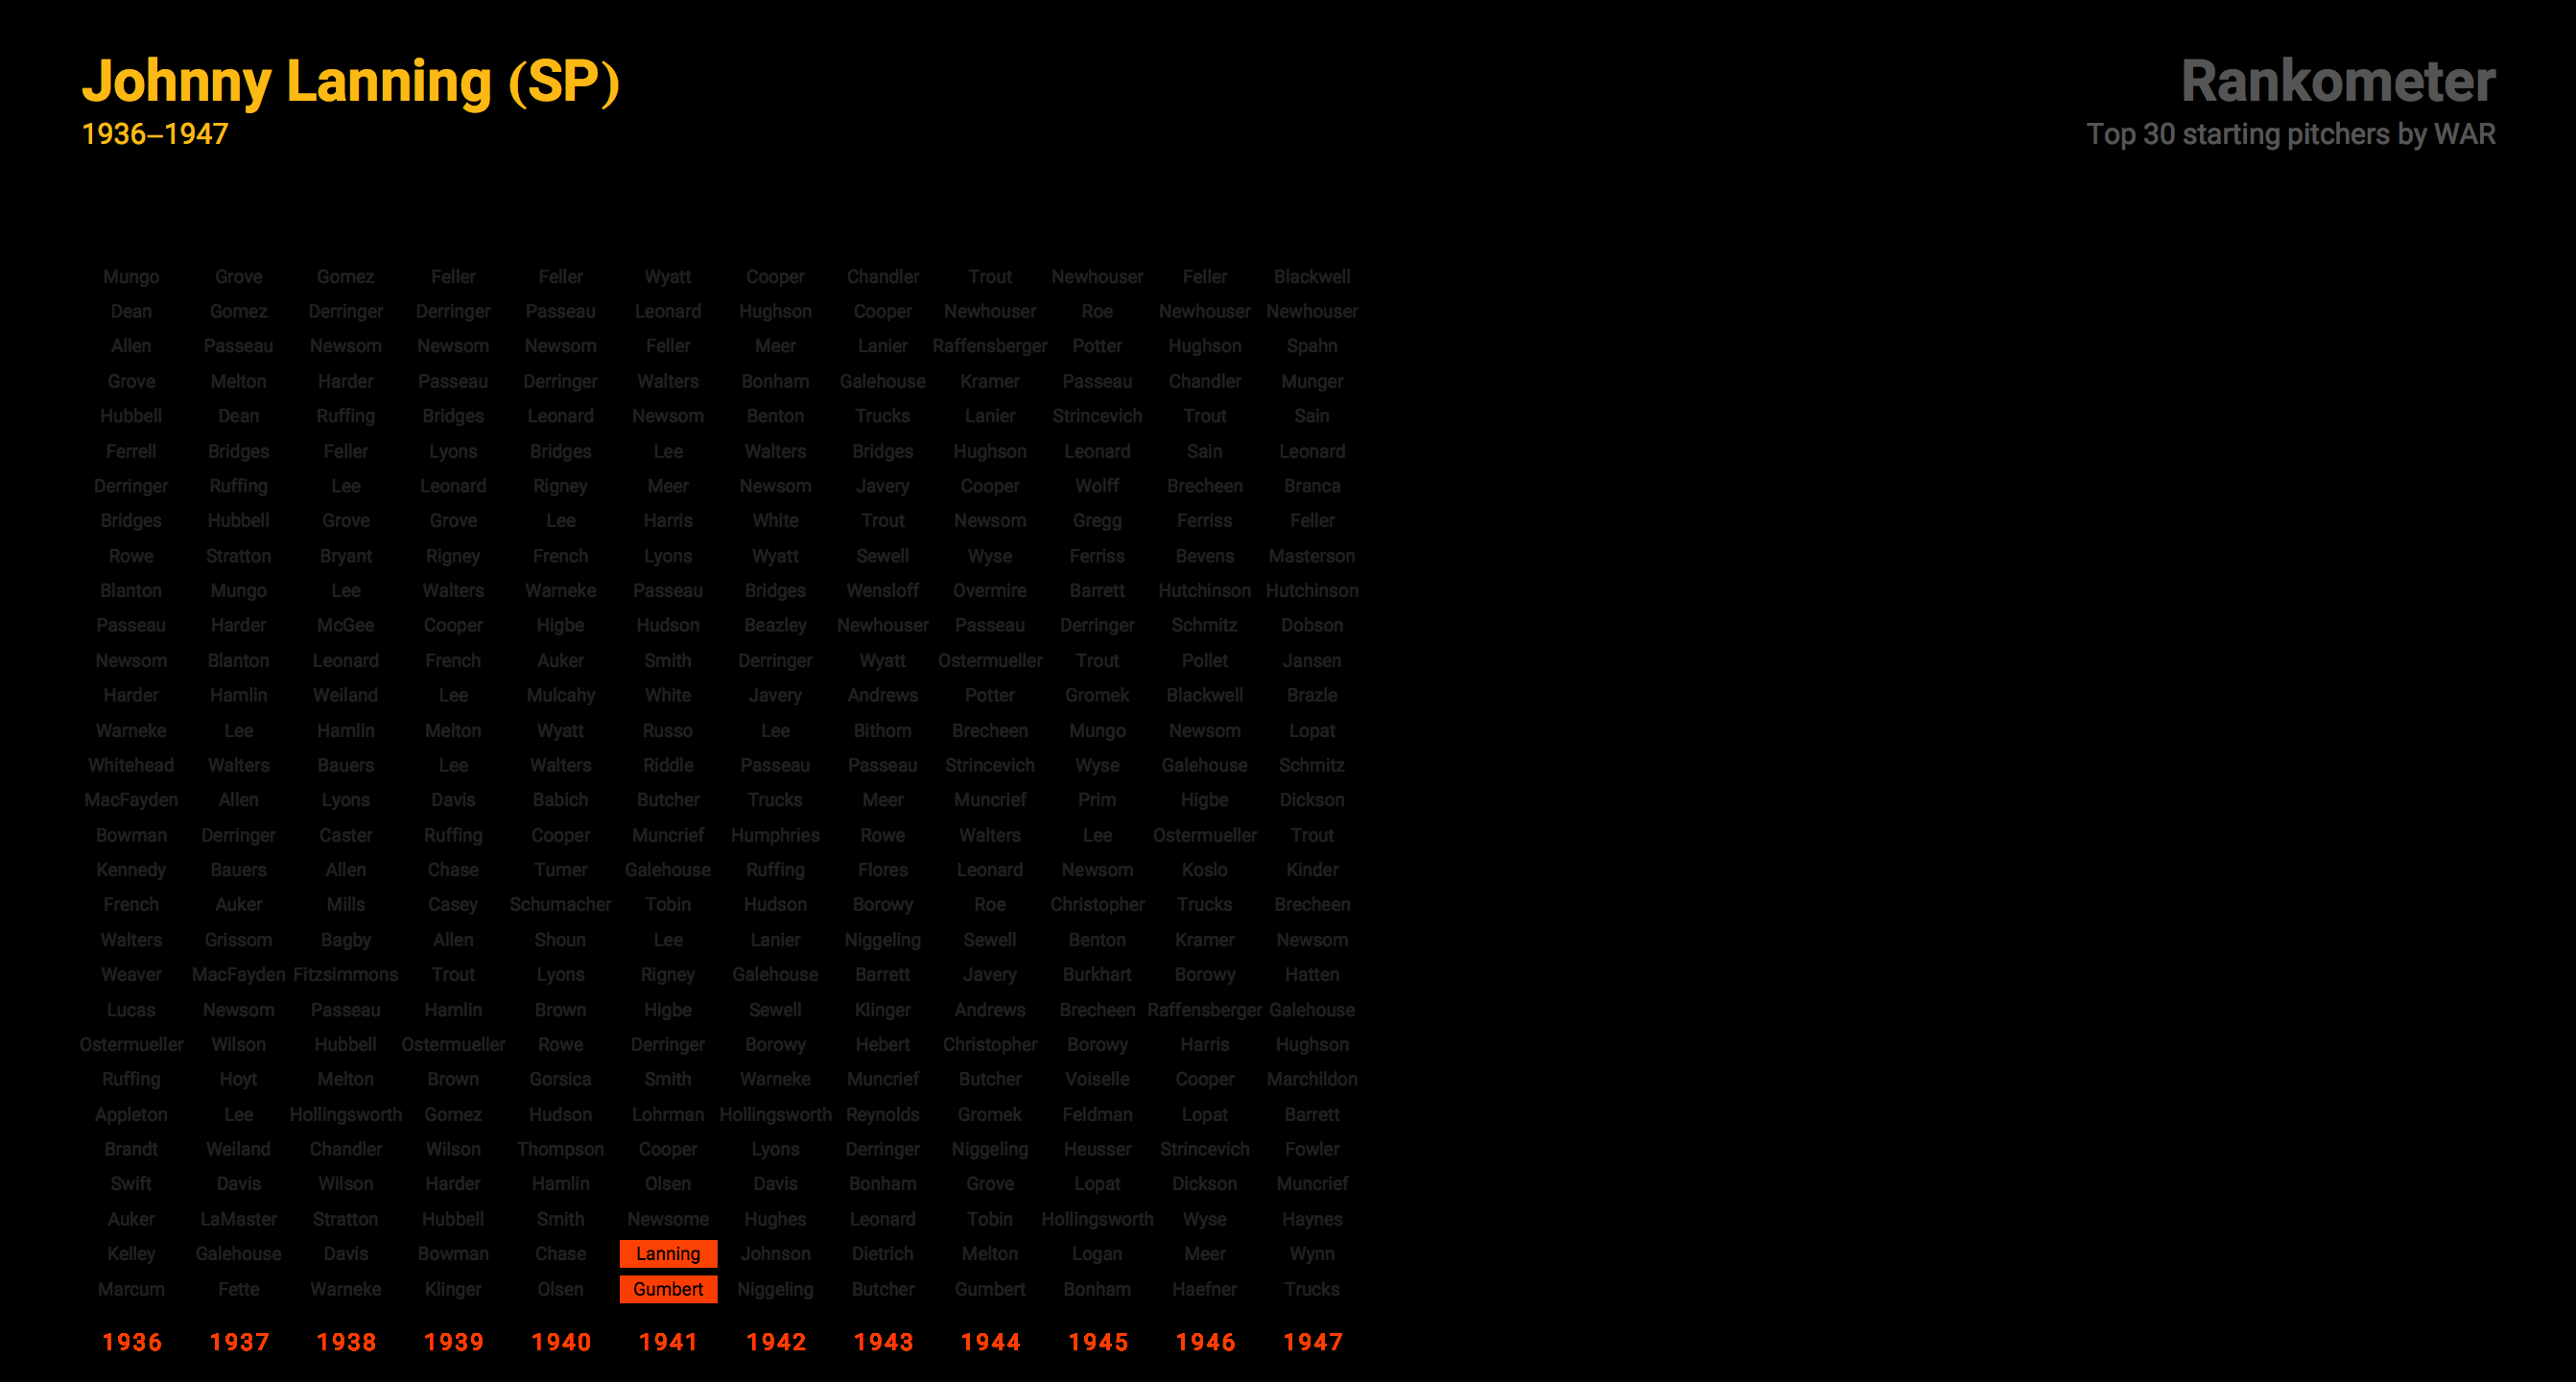 Johnny Lanning (SP)
1936–1947
Rankometer
Top 30 starting pitchers by WAR
Mungo Grove Gomez Feller Feller Wyatt Cooper Chandler Trout Newhouser Feller Blackwell
Dean Gomez Derringer Derringer Passeau Leonard Hughson Cooper Newhouser Roe Newhouser Newhouser
Allen Passeau Newsom Newsom Newsom Feller Meer Lanier Raffensberger Potter Hughson Spahn
Grove Melton Harder Passeau Derringer Walters Bonham Galehouse Kramer Passeau Chandler Munger
Hubbell Dean Ruffing Bridges Leonard Newsom Benton Trucks Lanier Strincevich Trout Sain
Ferrell Bridges Feller Lyons Bridges Lee Walters Bridges Hughson Leonard Sain Leonard
Derringer Ruffing Lee Leonard Rigney Meer Newsom Javery Cooper Wolff Brecheen Branca
Bridges Hubbell Grove Grove Lee Harris White Trout Newsom Gregg Ferriss Feller
Rowe Stratton Bryant Rigney French Lyons Wyatt Sewell Wyse Ferriss Bevens Masterson
Blanton Mungo Lee Walters Warneke Passeau Bridges Wensloff Overmire Barrett Hutchinson Hutchinson
Passeau Harder McGee Cooper Higbe Hudson Beazley Newhouser Passeau Derringer Schmitz Dobson
Newsom Blanton Leonard French Auker Smith Derringer Wyatt Ostermueller Trout Pollet Jansen
Harder Hamlin Weiland Lee Mulcahy White Javery Andrews Potter Gromek Blackwell Brazle
Warneke Lee Hamlin Melton Wyatt Russo Lee Bithorn Brecheen Mungo Newsom Lopat
Whitehead Walters Bauers Lee Walters Riddle Passeau Passeau Strincevich Wyse Galehouse Schmitz
MacFayden Allen Lyons Davis Babich Butcher Trucks Meer Muncrief Prim Higbe Dickson
Bowman Derringer Caster Ruffing Cooper Muncrief Humphries Rowe Walters Lee Ostermueller Trout
Kennedy Bauers Allen Chase Turner Galehouse Ruffing Flores Leonard Newsom Koslo Kinder
French Auker Mills Casey Schumacher Tobin Hudson Borowy Roe Christopher Trucks Brecheen
Walters Grissom Bagby Allen Shoun Lee Lanier Niggeling Sewell Benton Kramer Newsom
Weaver MacFayden Fitzsimmons Trout Lyons Rigney Galehouse Barrett Javery Burkhart Borowy Hatten
Lucas Newsom Passeau Hamlin Brown Higbe Sewell Klinger Andrews Brecheen Raffensberger Galehouse
Ostermueller Wilson Hubbell Ostermueller Rowe Derringer Borowy Hebert Christopher Borowy Harris Hughson
Ruffing Hoyt Melton Brown Gorsica Smith Warneke Muncrief Butcher Voiselle Cooper Marchildon
Appleton Lee Hollingsworth Gomez Hudson Lohrman Hollingsworth Reynolds Gromek Feldman Lopat Barrett
Brandt Weiland Chandler Wilson Thompson Cooper Lyons Derringer Niggeling Heusser Strincevich Fowler
Swift Davis Wilson Harder Hamlin Olsen Davis Bonham Grove Lopat Dickson Muncrief
Auker LaMaster Stratton Hubbell Smith Newsome Hughes Leonard Tobin Hollingsworth Wyse Haynes
Kelley Galehouse Davis Bowman Chase Lanning Johnson Dietrich Melton Logan Meer Wynn
Marcum Fette Warneke Klinger Olsen Gumbert Niggeling Butcher Gumbert Bonham Haefner Trucks
1936 1937 1938 1939 1940 1941 1942 1943 1944 1945 1946 1947